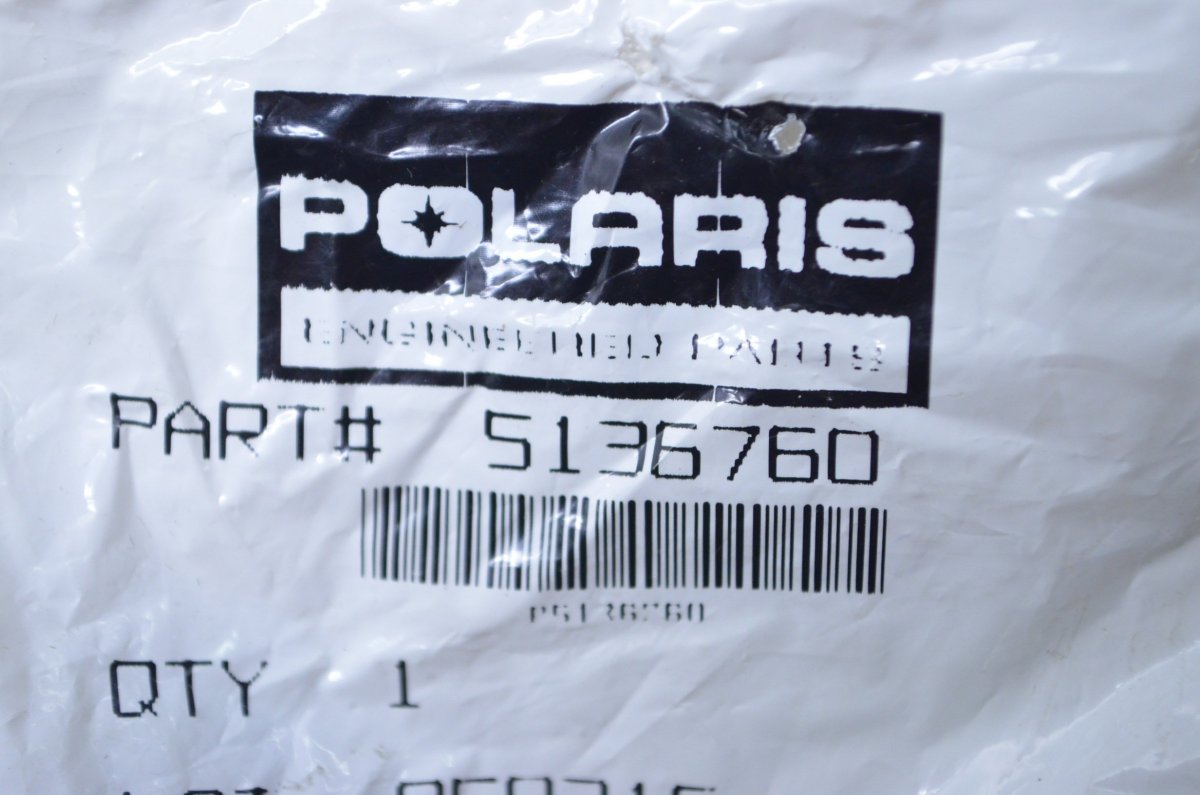 POLARIS
ENGINEERED PARTS
PART# 5136760
P5136760
QTY 1